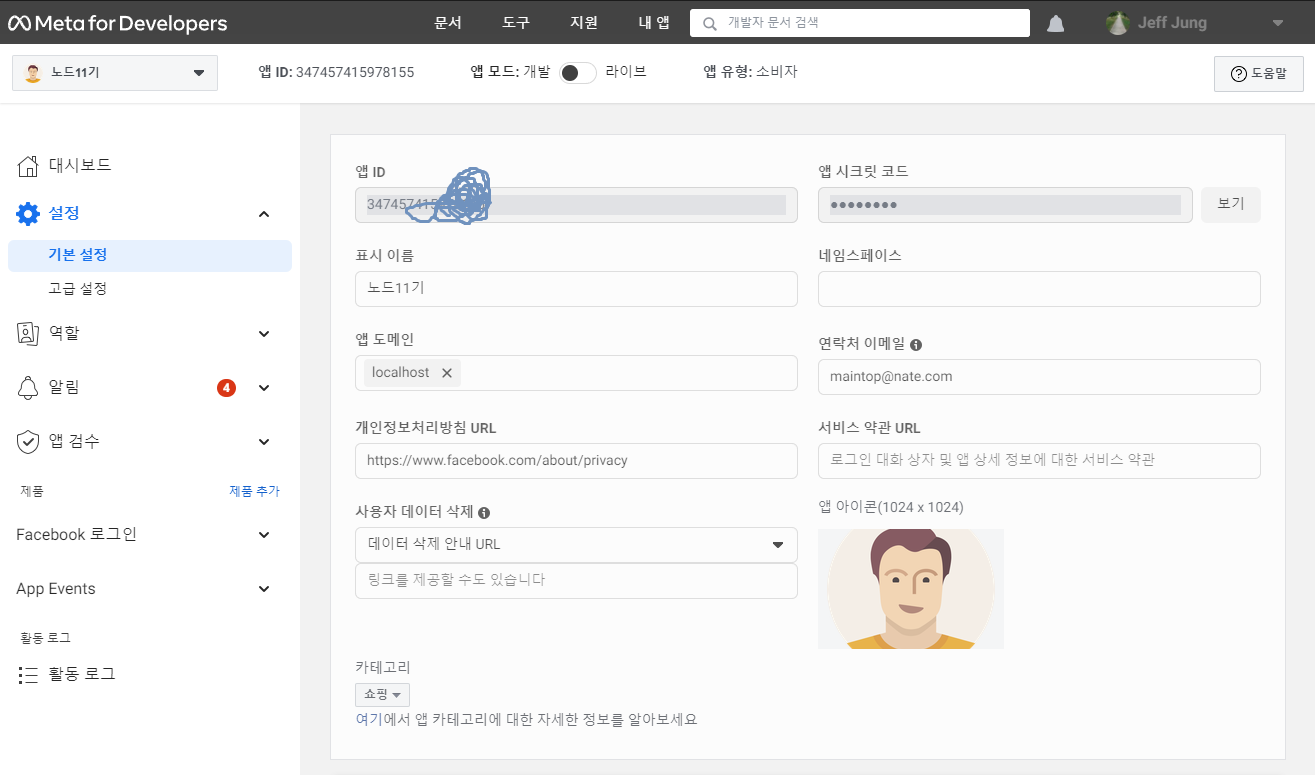 Meta for Developers 문서 도구 지원 내 앱 개발자 문서 검색 Jeff Jung
노드11기 앱 ID: 347457415978155 앱 모드: 개발 라이브 앱 유형: 소비자 도움말
대시보드
설정
기본 설정
고급 설정
역할
알림 4
앱 검수
제품 제품 추가
Facebook 로그인
App Events
활동 로그
활동 로그
앱 ID 앱 시크릿 코드
347457415 ●●●●●●●● 보기
표시 이름 네임스페이스
노드11기
앱 도메인 연락처 이메일
localhost maintop@nate.com
개인정보처리방침 URL 서비스 약관 URL
https://www.facebook.com/about/privacy 로그인 대화 상자 및 앱 상세 정보에 대한 서비스 약관
사용자 데이터 삭제 앱 아이콘(1024 x 1024)
데이터 삭제 안내 URL
링크를 제공할 수도 있습니다
카테고리
쇼핑
여기에서 앱 카테고리에 대한 자세한 정보를 알아보세요